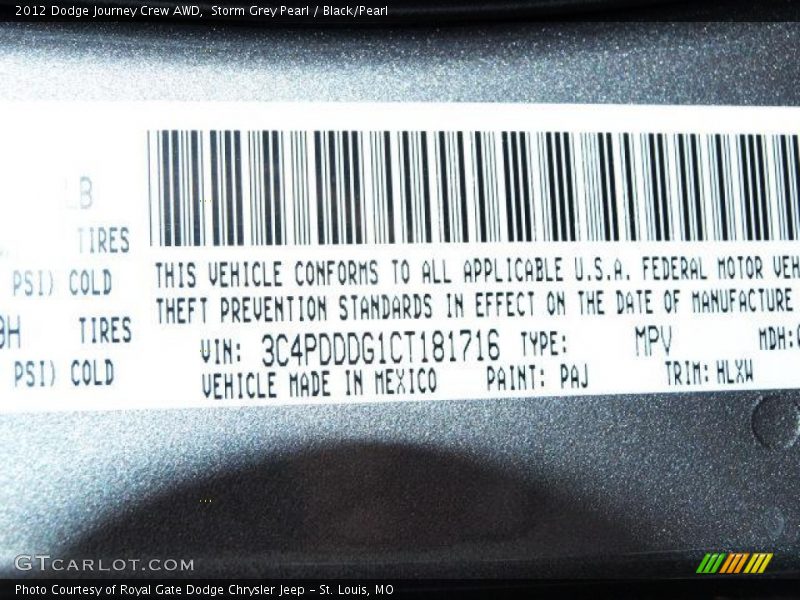 2012 Dodge Journey Crew AWD, Storm Grey Pearl / Black/Pearl
LB
TIRES
PSI) COLD
THIS VEHICLE CONFORMS TO ALL APPLICABLE U.S.A. FEDERAL MOTOR VEH
THEFT PREVENTION STANDARDS IN EFFECT ON THE DATE OF MANUFACTURE
TIRES
VIN: 3C4PDDDG1CT181716 TYPE: MPV MDH:
PSI) COLD
VEHICLE MADE IN MEXICO PAINT: PAJ TRIM: HLXW
GTCARLOT.COM
Photo Courtesy of Royal Gate Dodge Chrysler Jeep – St. Louis, MO